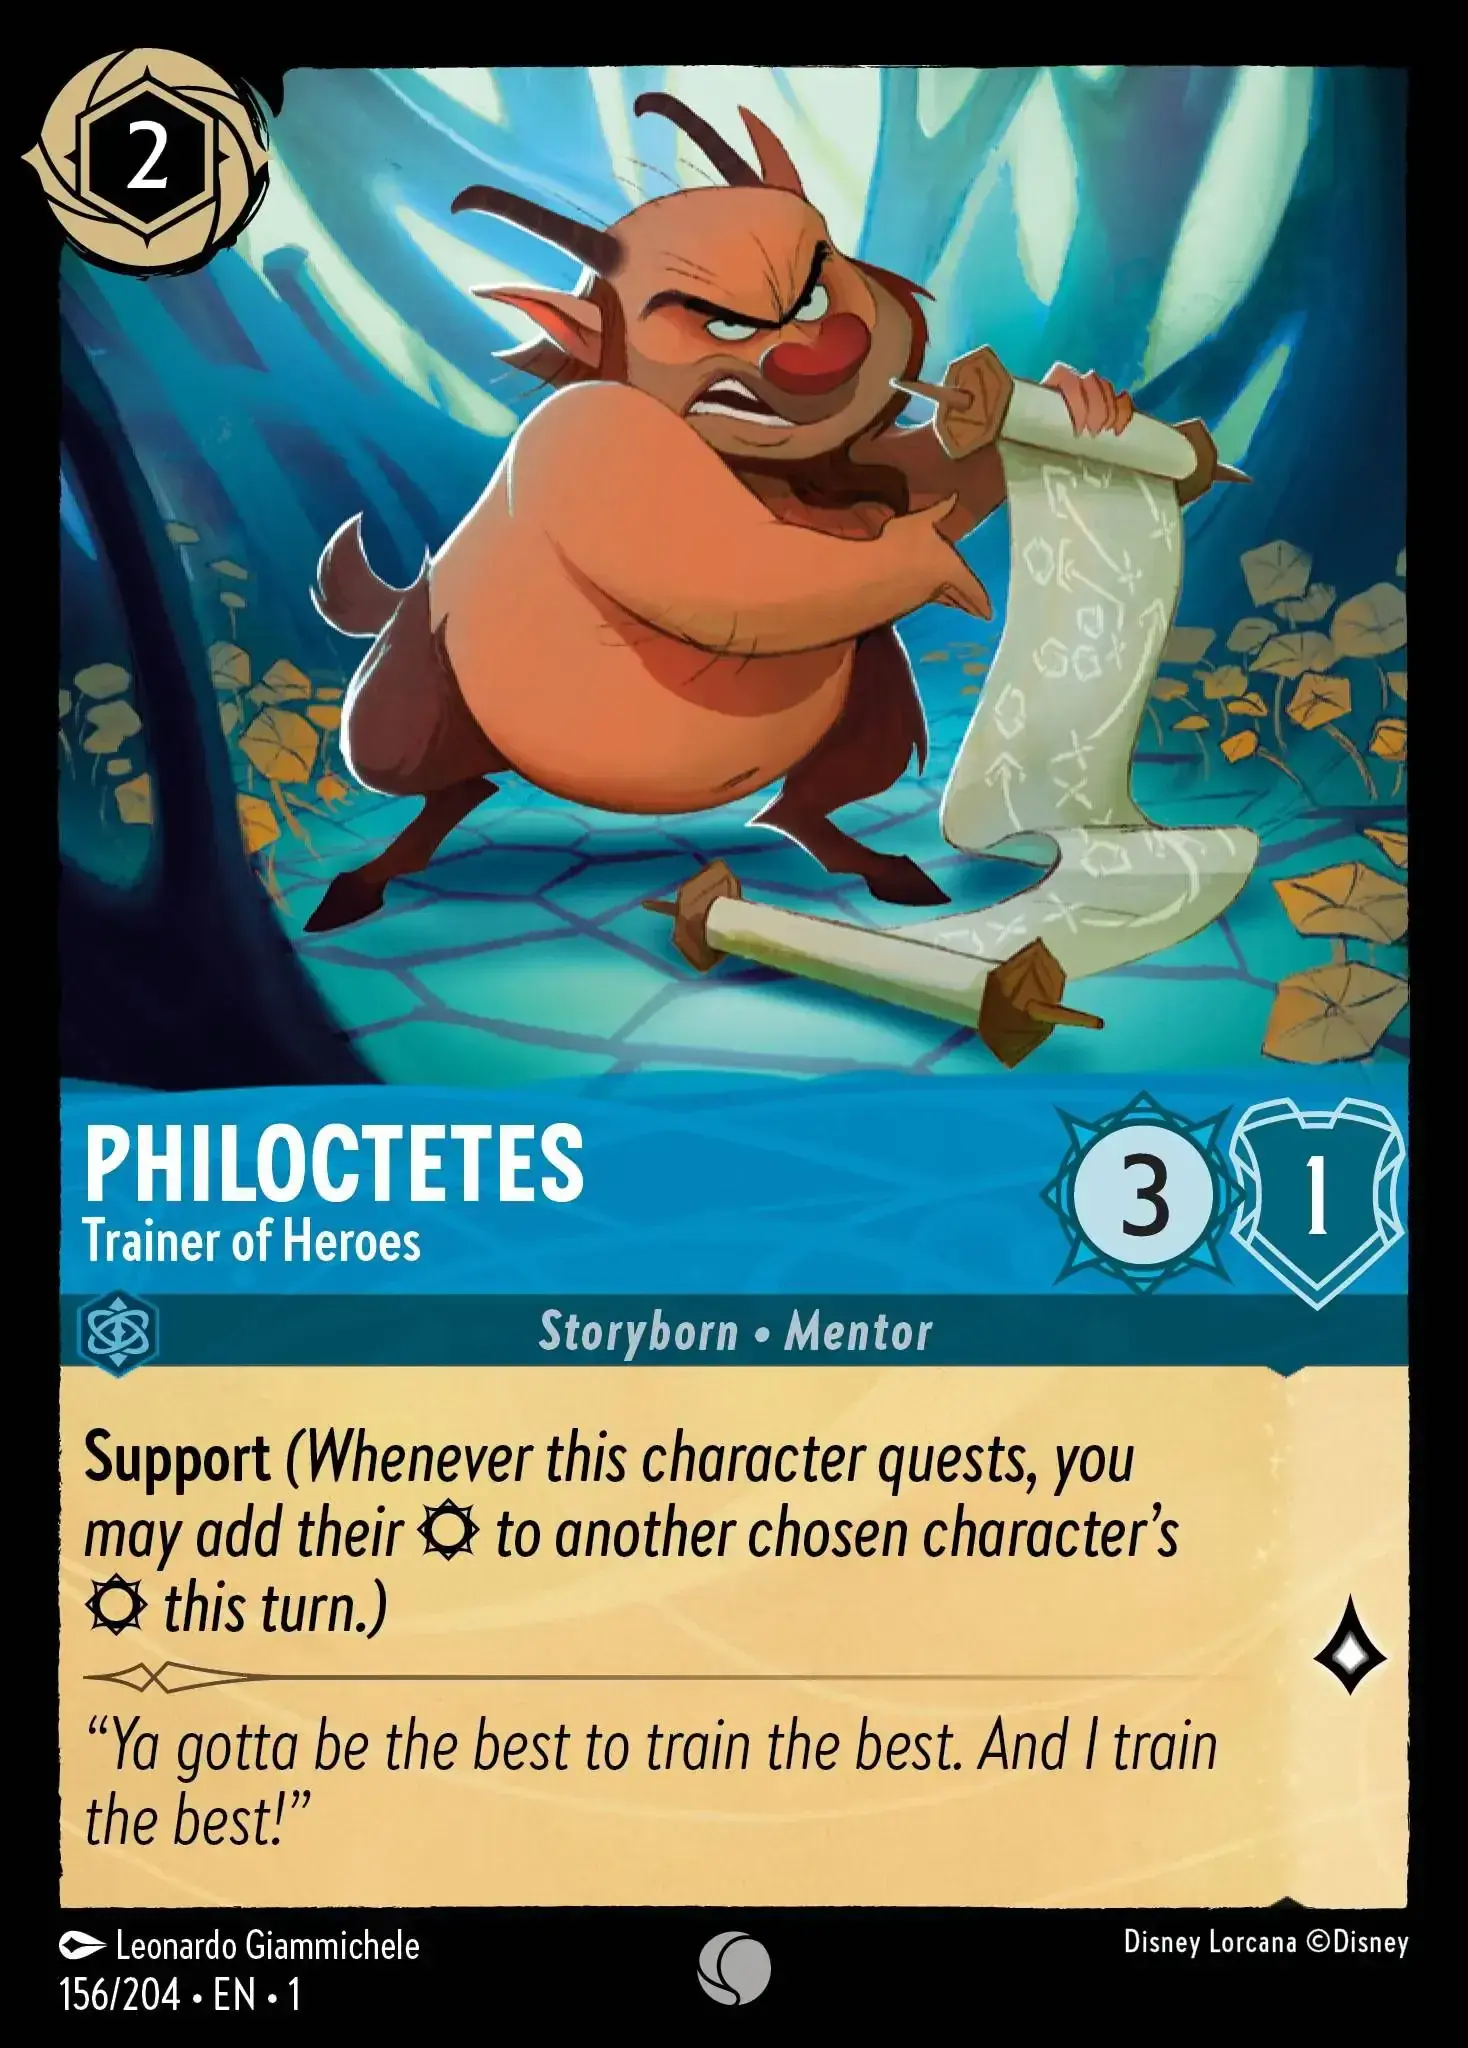 2
PHILOCTETES
Trainer of Heroes
3
1
Storyborn • Mentor
Support (Whenever this character quests, you
may add their to another chosen character’s
this turn.)
“Ya gotta be the best to train the best. And I train
the best!”
Leonardo Giammichele
Disney Lorcana ©Disney
156/204 • EN • 1